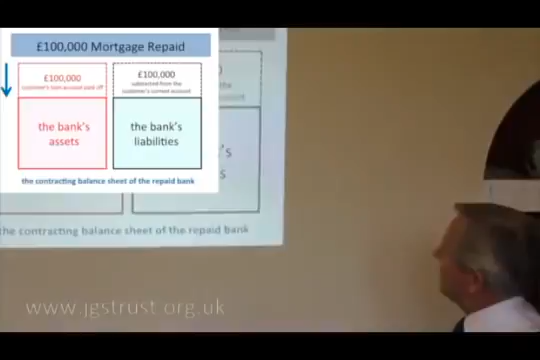 £100,000 Mortgage Repaid
£100,000
customer's loan account paid off
£100,000
subtracted from the
customer's current account
the bank's
assets
the bank's
liabilities
the contracting balance sheet of the repaid bank
0
the
's
s
the contracting balance sheet of the repaid bank
www.jgstrust.org.uk